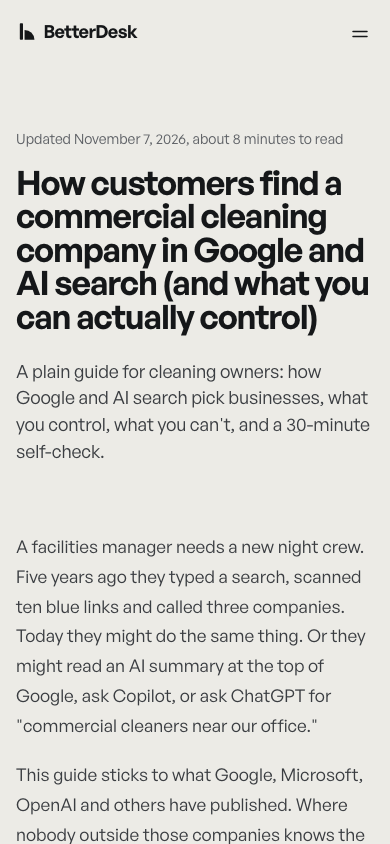 BetterDesk
Updated November 7, 2026, about 8 minutes to read
How customers find a
commercial cleaning
company in Google and
AI search (and what you
can actually control)
A plain guide for cleaning owners: how
Google and AI search pick businesses, what
you control, what you can't, and a 30-minute
self-check.
A facilities manager needs a new night crew.
Five years ago they typed a search, scanned
ten blue links and called three companies.
Today they might do the same thing. Or they
might read an AI summary at the top of
Google, ask Copilot, or ask ChatGPT for
"commercial cleaners near our office."
This guide sticks to what Google, Microsoft,
OpenAI and others have published. Where
nobody outside those companies knows the